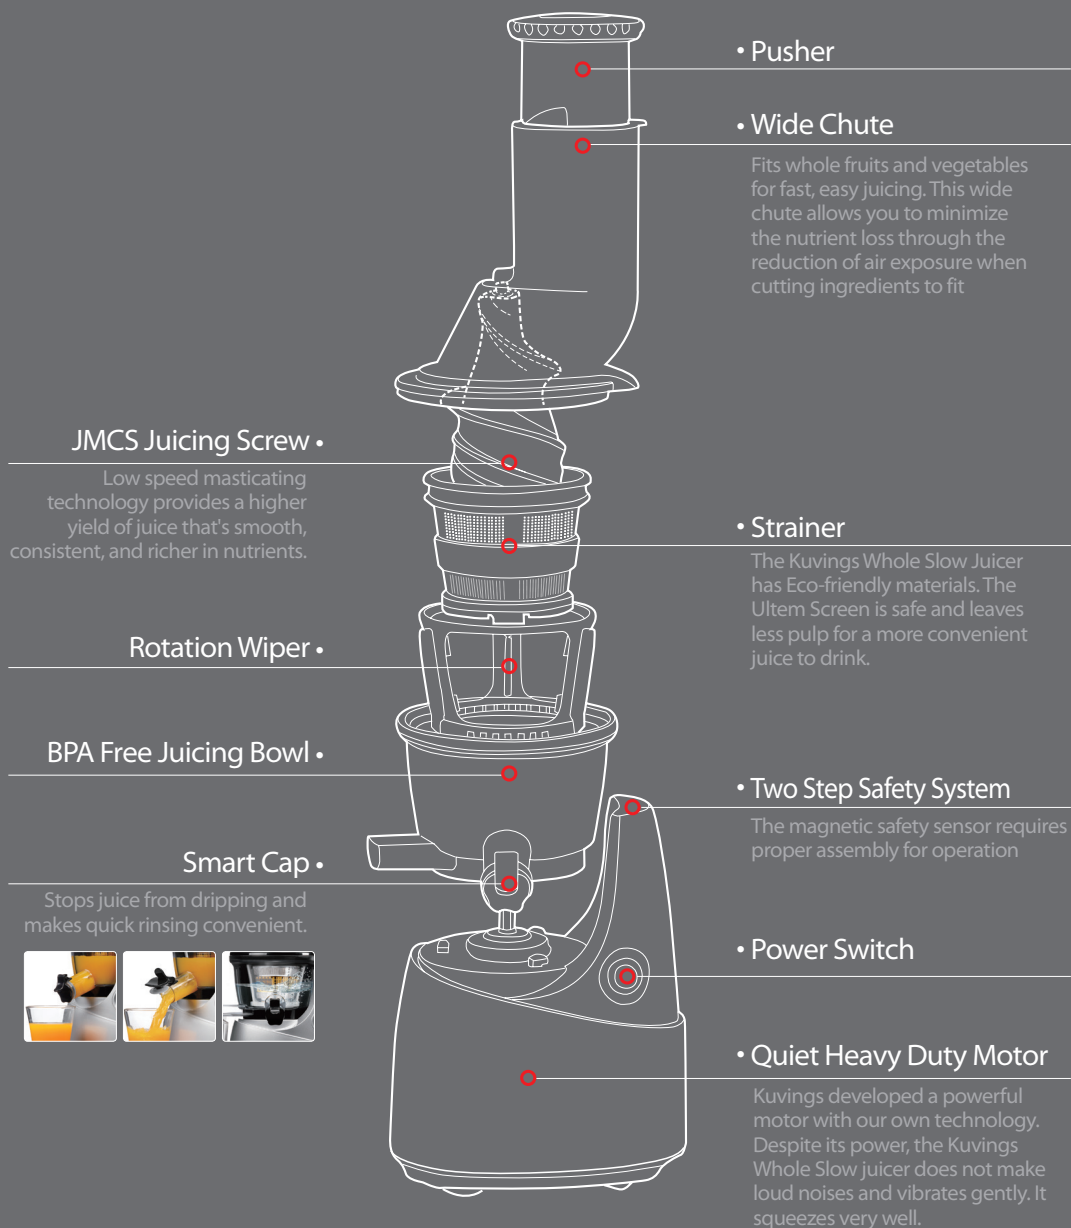 • Pusher
• Wide Chute
Fits whole fruits and vegetables
for fast, easy juicing. This wide
chute allows you to minimize
the nutrient loss through the
reduction of air exposure when
cutting ingredients to fit
JMCS Juicing Screw •
Low speed masticating
technology provides a higher
yield of juice that's smooth,
consistent, and richer in nutrients.
• Strainer
The Kuvings Whole Slow Juicer
has Eco-friendly materials. The
Ultem Screen is safe and leaves
less pulp for a more convenient
juice to drink.
Rotation Wiper •
BPA Free Juicing Bowl •
• Two Step Safety System
The magnetic safety sensor requires
proper assembly for operation
Smart Cap •
Stops juice from dripping and
makes quick rinsing convenient.
• Power Switch
• Quiet Heavy Duty Motor
Kuvings developed a powerful
motor with our own technology.
Despite its power, the Kuvings
Whole Slow juicer does not make
loud noises and vibrates gently. It
squeezes very well.